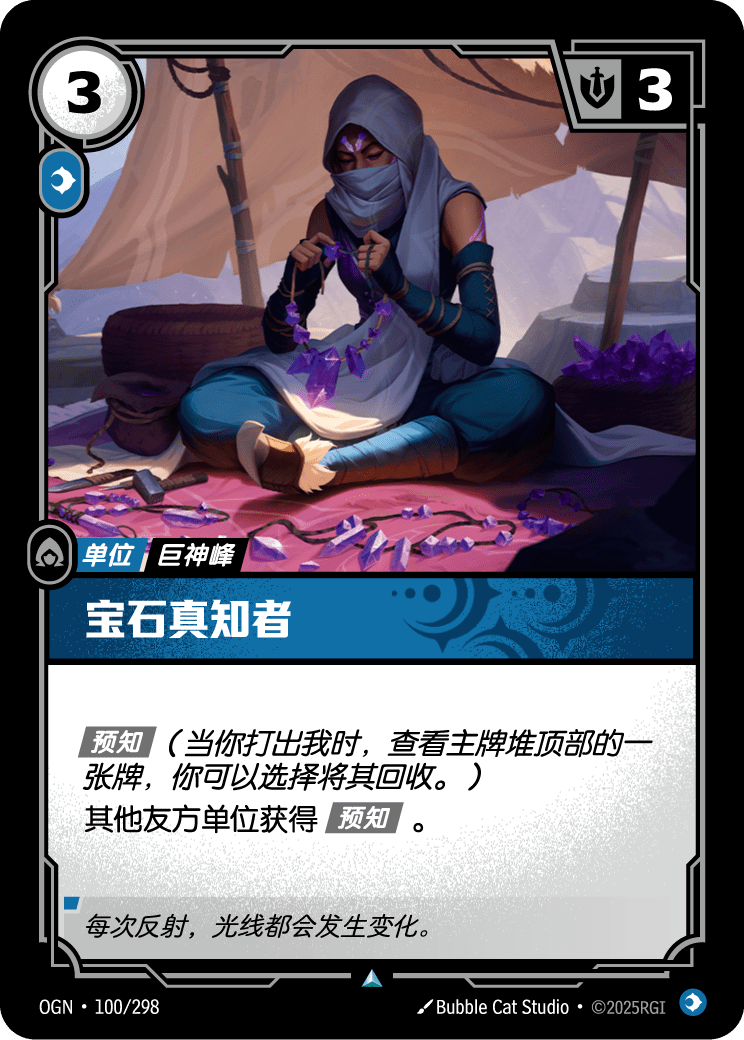 3
3
单位 巨神峰
宝石真知者
预知（当你打出我时，查看主牌堆顶部的一
张牌，你可以选择将其回收。）
其他友方单位获得 预知 。
每次反射，光线都会发生变化。
OGN • 100/298
Bubble Cat Studio • ©2025RGI